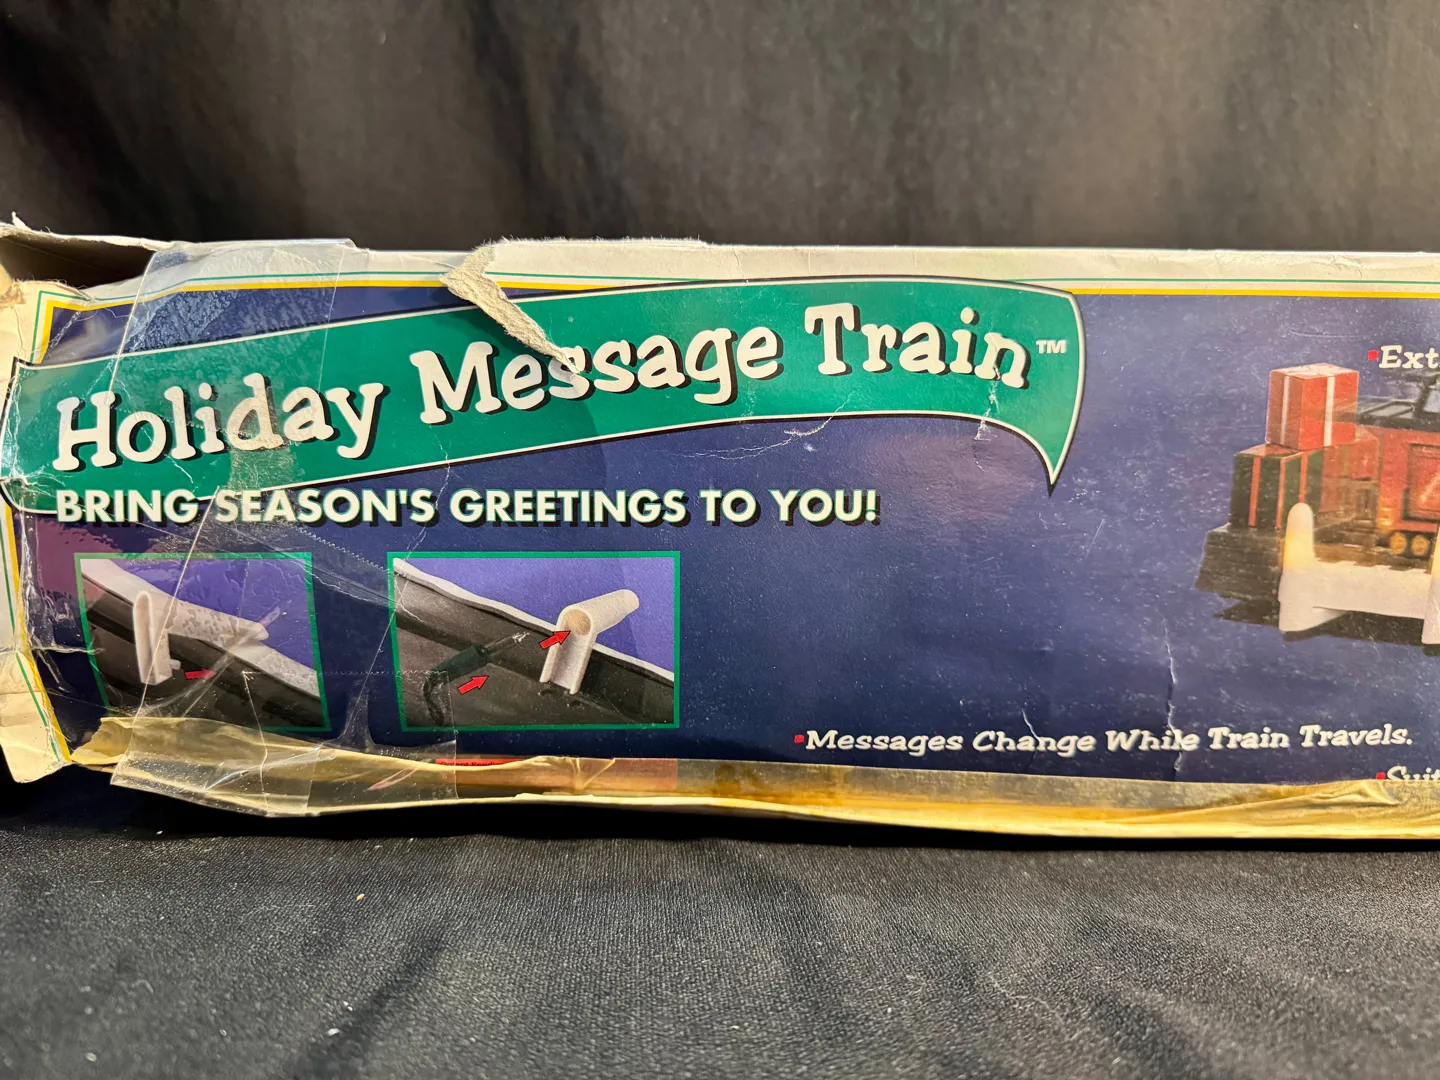 Holiday Message Train™
BRING SEASON'S GREETINGS TO YOU!
Messages Change While Train Travels.